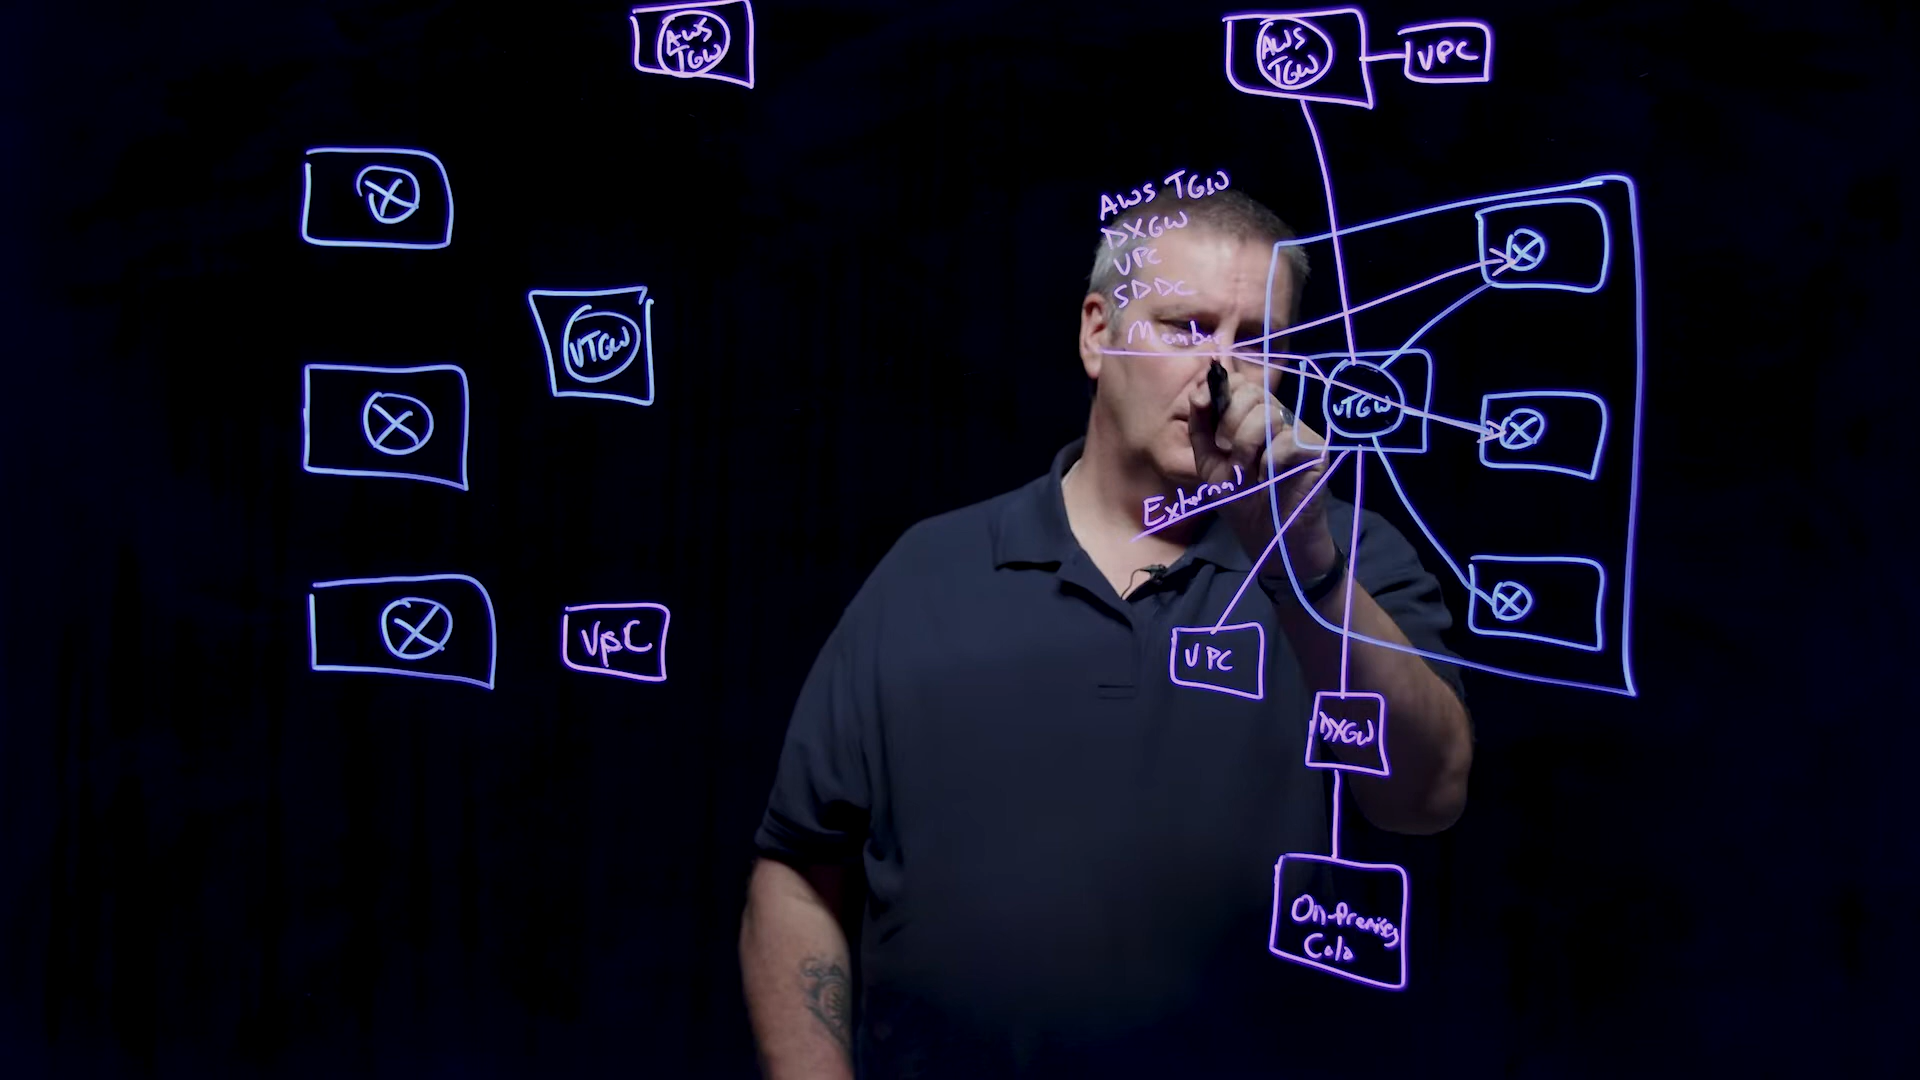 AWS
TGW
VTGW
VPC
AWS
TGW
VPC
AWS TGW
DXGW
VPC
SDDC
Member
VTGW
External
VPC
DXGW
On-Premises
Colo